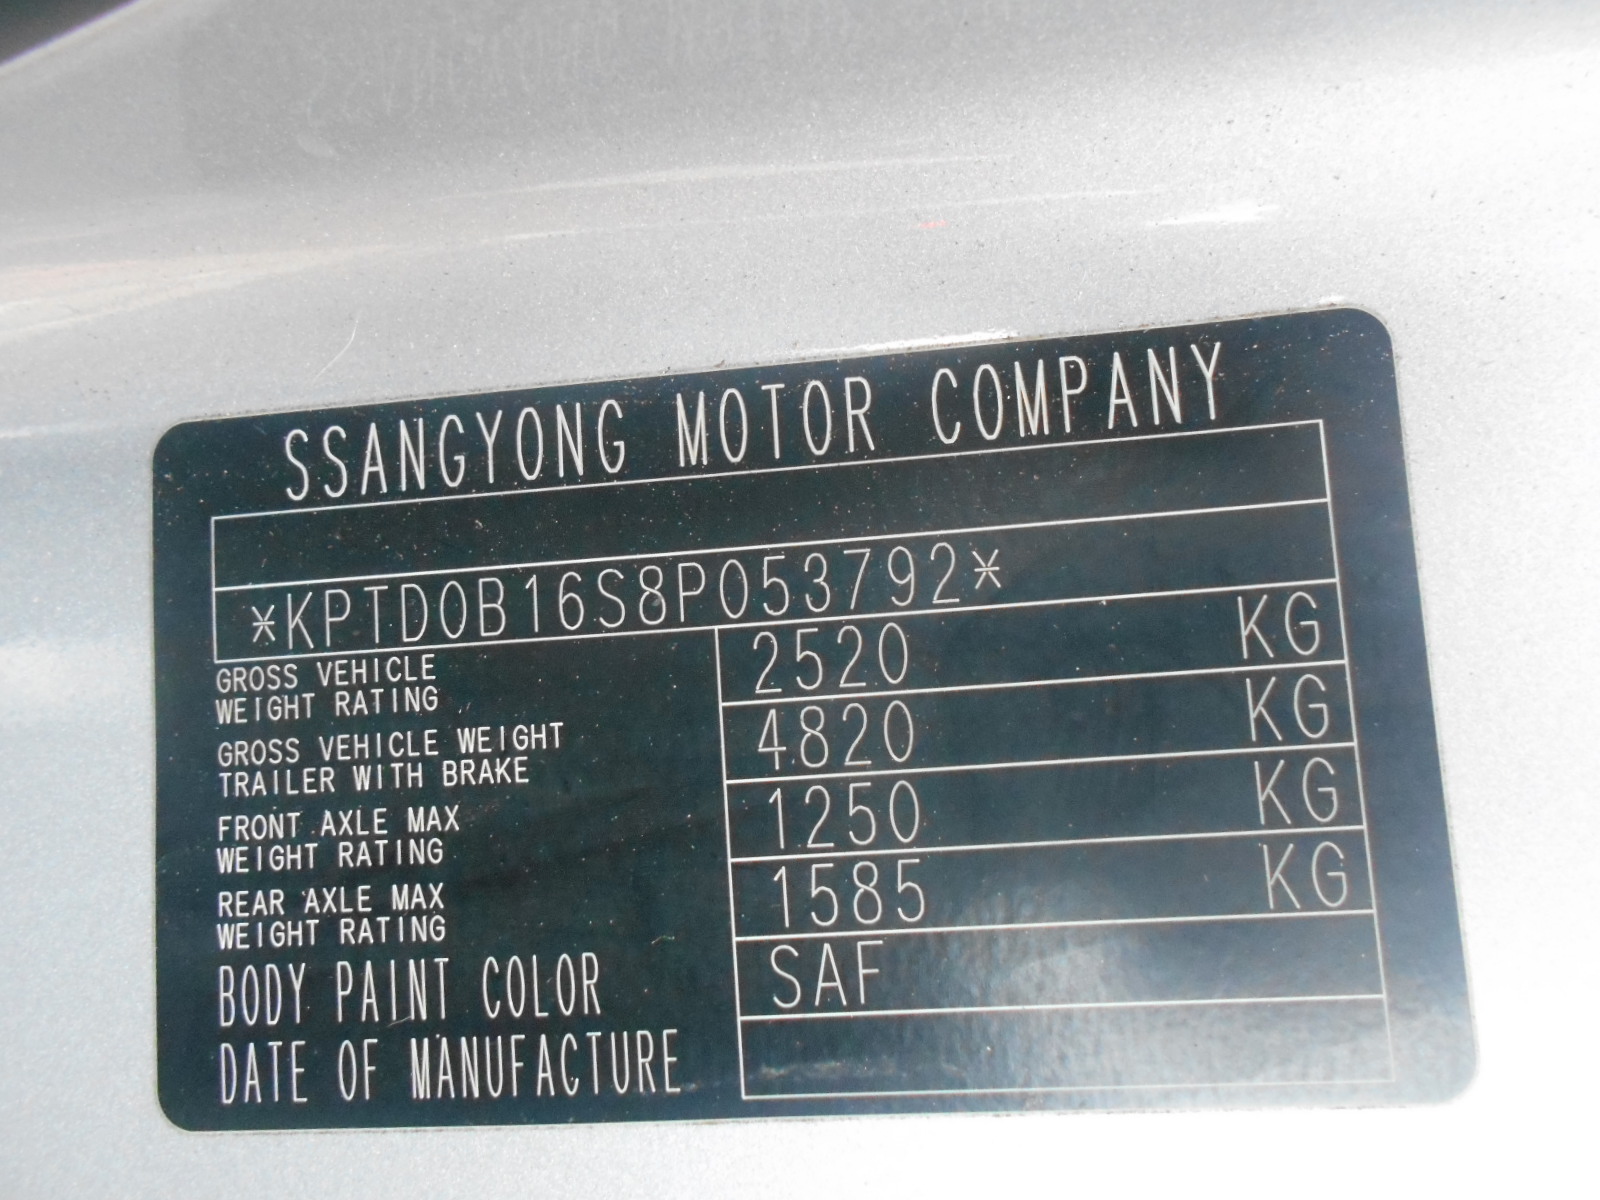 SSANGYONG MOTOR COMPANY
*KPTD0B16S8P053792*
GROSS VEHICLE
WEIGHT RATING
2520 KG
GROSS VEHICLE WEIGHT
TRAILER WITH BRAKE
4820 KG
FRONT AXLE MAX
WEIGHT RATING
1250 KG
REAR AXLE MAX
WEIGHT RATING
1585 KG
BODY PAINT COLOR
SAF
DATE OF MANUFACTURE